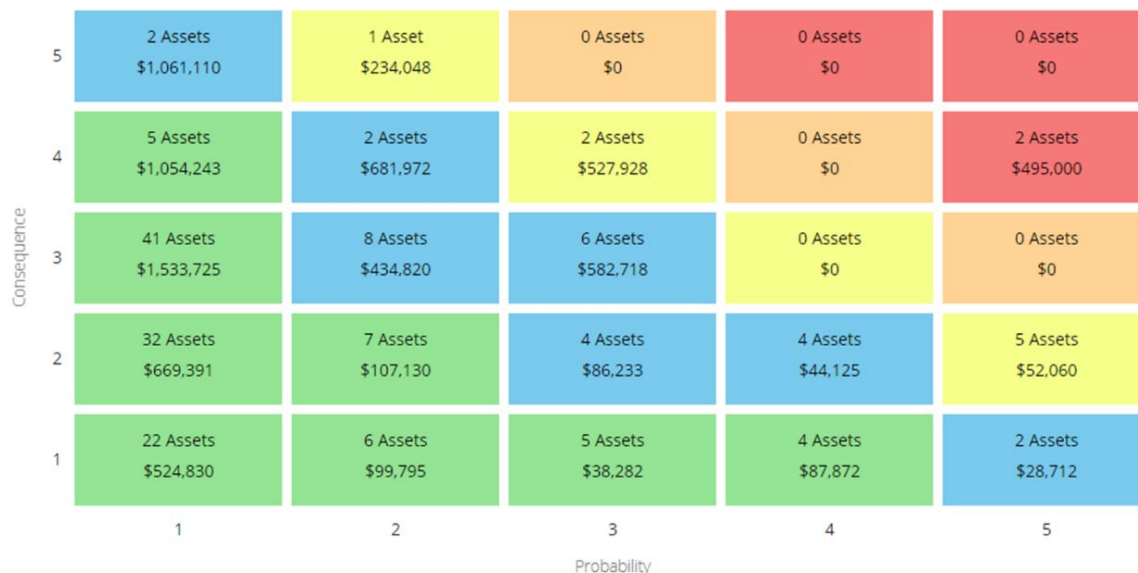 5
2 Assets
$1,061,110
1 Asset
$234,048
0 Assets
$0
0 Assets
$0
0 Assets
$0
4
5 Assets
$1,054,243
2 Assets
$681,972
2 Assets
$527,928
0 Assets
$0
2 Assets
$495,000
Consequence
3
41 Assets
$1,533,725
8 Assets
$434,820
6 Assets
$582,718
0 Assets
$0
0 Assets
$0
2
32 Assets
$669,391
7 Assets
$107,130
4 Assets
$86,233
4 Assets
$44,125
5 Assets
$52,060
1
22 Assets
$524,830
6 Assets
$99,795
5 Assets
$38,282
4 Assets
$87,872
2 Assets
$28,712
1
2
3
4
5
Probability